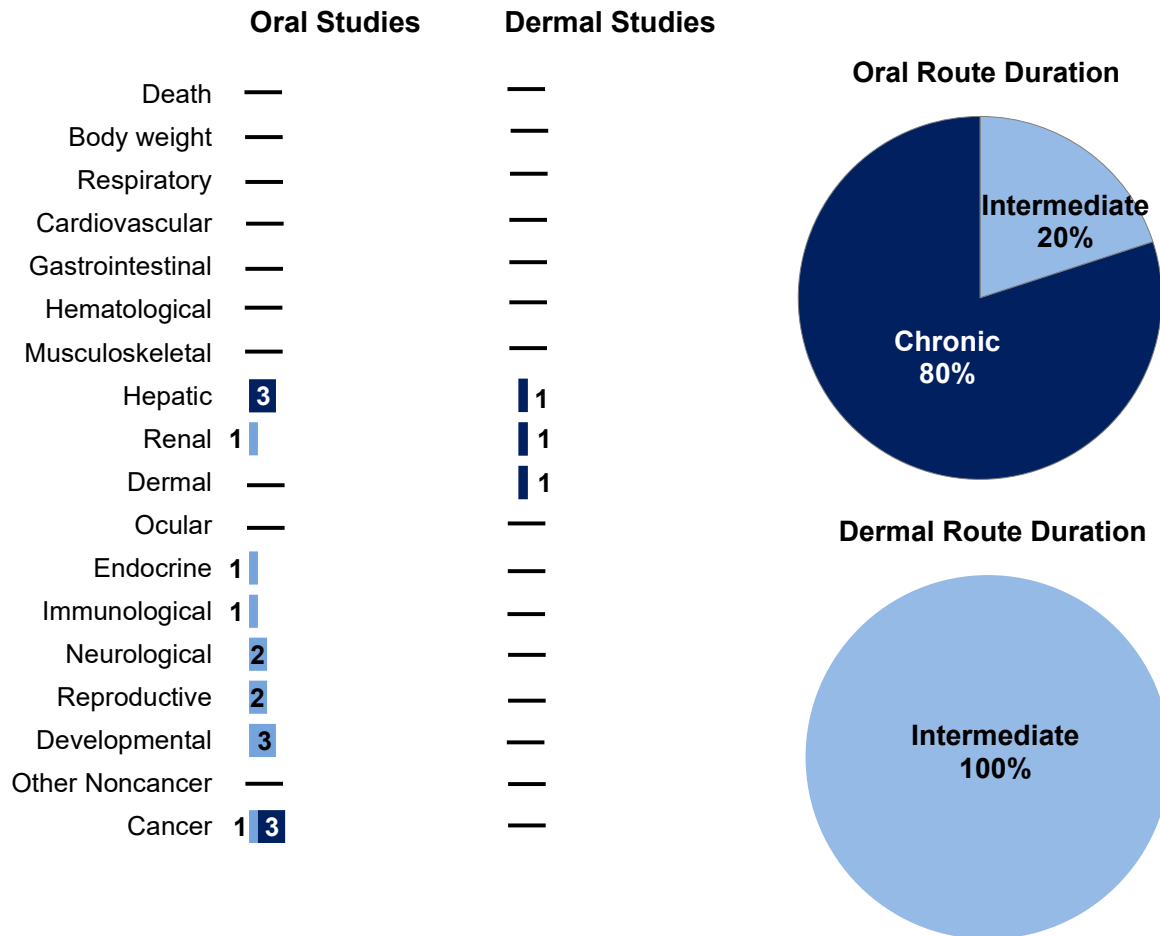 Oral Studies
Dermal Studies
Death — —
Body weight — —
Respiratory — —
Cardiovascular — —
Gastrointestinal — —
Hematological — —
Musculoskeletal — —
Hepatic 3 1
Renal 1 1
Dermal — 1
Ocular — —
Endocrine 1 —
Immunological 1 —
Neurological 2 —
Reproductive 2 —
Developmental 3 —
Other Noncancer — —
Cancer 1 3 —
Oral Route Duration
Intermediate
20%
Chronic
80%
Dermal Route Duration
Intermediate
100%